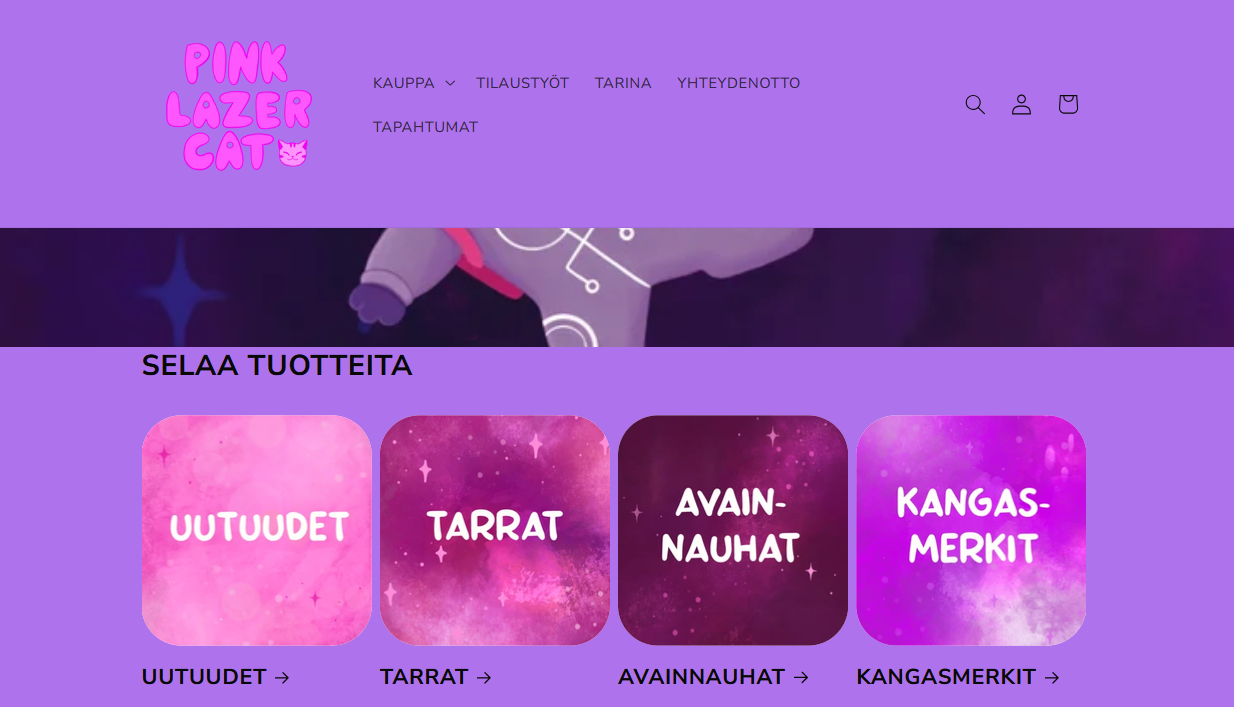 PINK
LAZER
CAT
KAUPPA
TILAUSTYÖT
TARINA
YHTEYDENOTTO
TAPAHTUMAT
SELAA TUOTTEITA
UUTUUDET
TARRAT
AVAIN-
NAUHAT
KANGAS-
MERKIT
UUTUUDET →
TARRAT →
AVAINNAUHAT →
KANGASMERKIT →